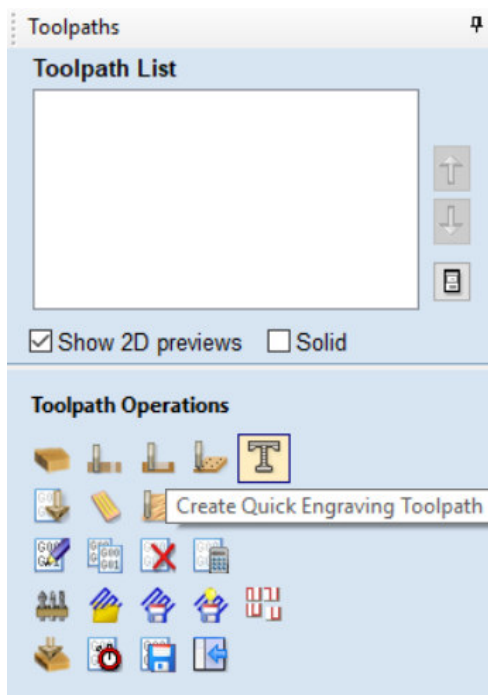 Toolpaths
Toolpath List
Show 2D previews
Solid
Toolpath Operations
Create Quick Engraving Toolpath